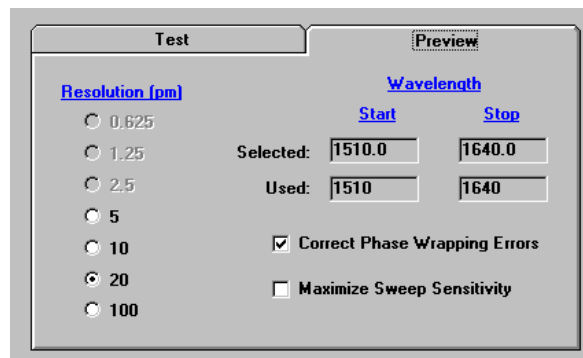 Test
Preview
Resolution (pm)
0.625
1.25
2.5
5
10
20
100
Wavelength
Start Stop
Selected: 1510.0 1640.0
Used: 1510 1640
Correct Phase Wrapping Errors
Maximize Sweep Sensitivity